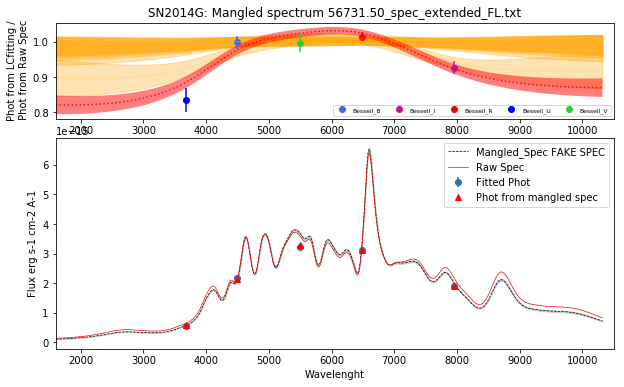 SN2014G: Mangled spectrum 56731.50_spec_extended_FL.txt
Phot from LCfitting /
Phot from Raw Spec
1.0
0.9
0.8
Bessell_B
Bessell_I
Bessell_R
Bessell_U
Bessell_V
2000 3000 4000 5000 6000 7000 8000 9000 10000
1e−15
Flux erg s-1 cm-2 A-1
6
5
4
3
2
1
0
Mangled_Spec FAKE SPEC
Raw Spec
Fitted Phot
Phot from mangled spec
2000 3000 4000 5000 6000 7000 8000 9000 10000
Wavelenght